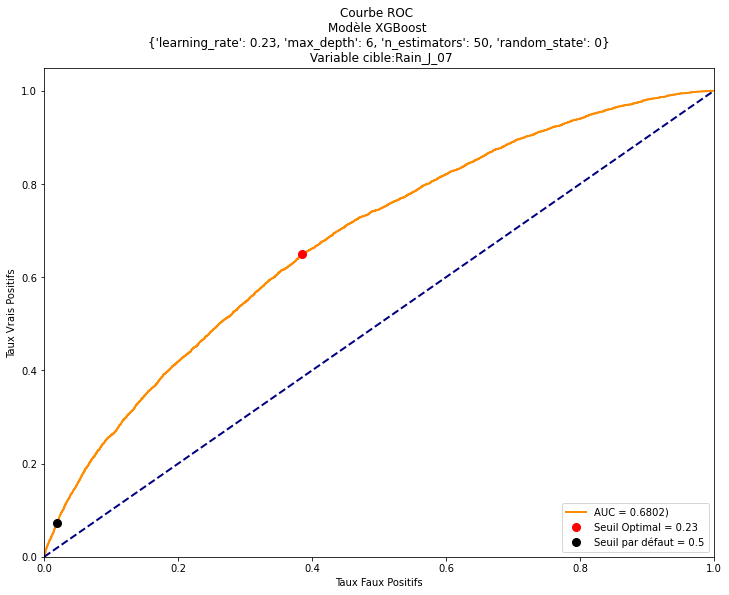 Courbe ROC
Modèle XGBoost
{'learning_rate': 0.23, 'max_depth': 6, 'n_estimators': 50, 'random_state': 0}
Variable cible:Rain_J_07
Taux Vrais Positifs
1.0
0.8
0.6
0.4
0.2
0.0
0.0 0.2 0.4 0.6 0.8 1.0
Taux Faux Positifs
AUC = 0.6802)
Seuil Optimal = 0.23
Seuil par défaut = 0.5